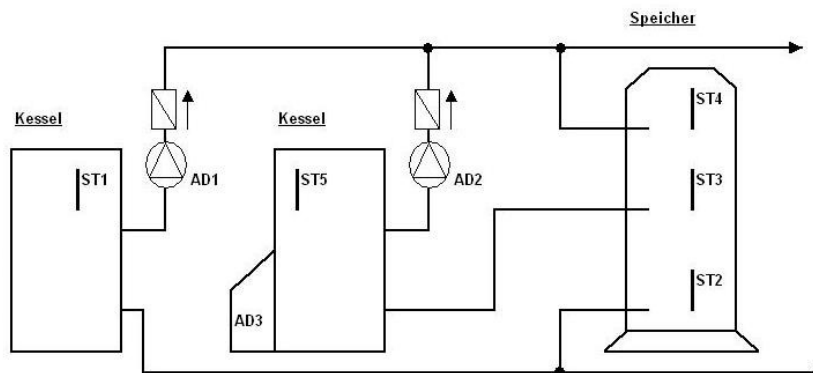 Speicher
Kessel
Kessel
ST4
ST1
AD1
ST5
AD2
ST3
ST2
AD3